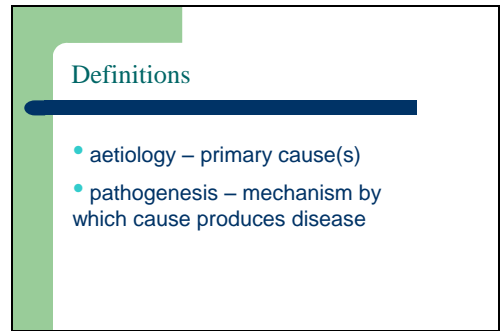 Definitions
• aetiology – primary cause(s)
• pathogenesis – mechanism by
which cause produces disease